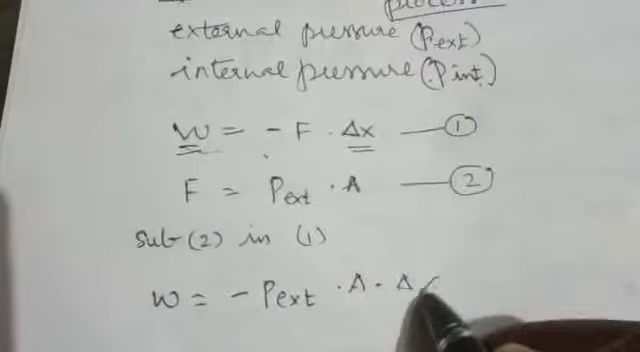 external pressure (Pext)
internal pressure (Pint)
W = - F . Δx —— ①
F = Pext . A —— ②
sub (2) in (1)
W = - Pext . A . Δ